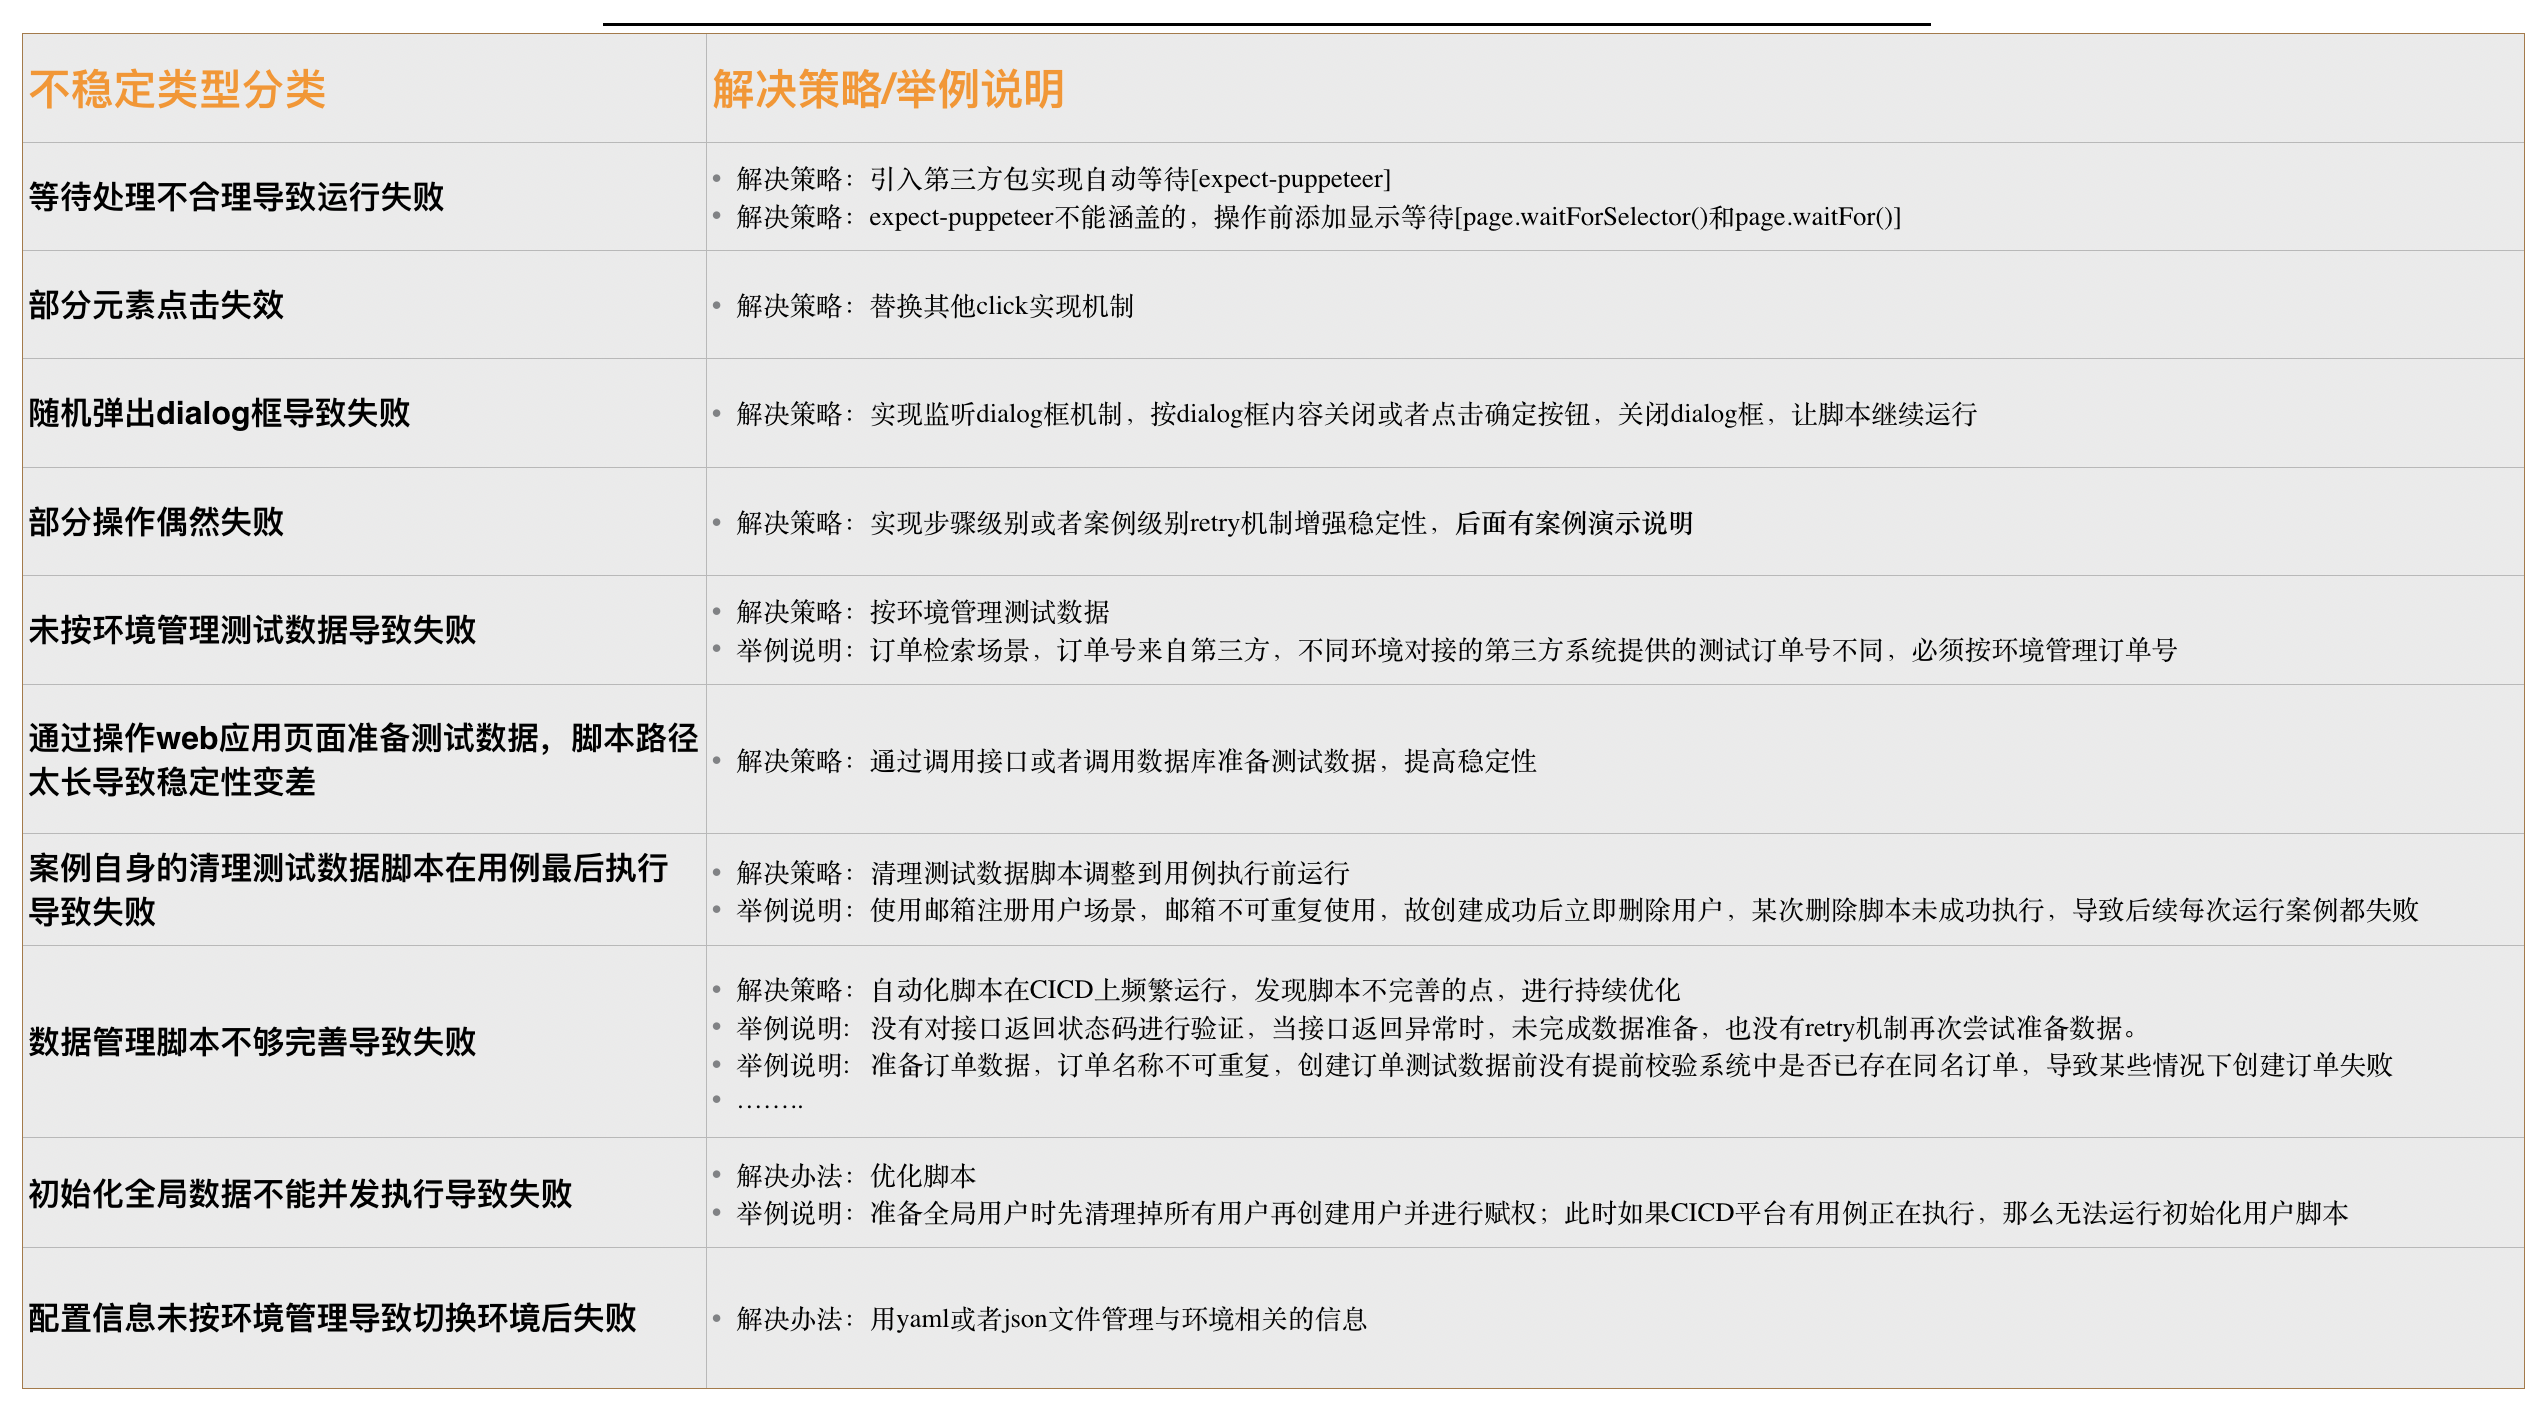 不稳定类型分类
解决策略/举例说明
等待处理不合理导致运行失败
• 解决策略：引入第三方包实现自动等待[expect-puppeteer]
• 解决策略：expect-puppeteer不能涵盖的，操作前添加显示等待[page.waitForSelector()和page.waitFor()]
部分元素点击失效
• 解决策略：替换其他click实现机制
随机弹出dialog框导致失败
• 解决策略：实现监听dialog框机制，按dialog框内容关闭或者点击确定按钮，关闭dialog框，让脚本继续运行
部分操作偶然失败
• 解决策略：实现步骤级别或者案例级别retry机制增强稳定性，后面有案例演示说明
未按环境管理测试数据导致失败
• 解决策略：按环境管理测试数据
• 举例说明：订单检索场景，订单号来自第三方，不同环境对接的第三方系统提供的测试订单号不同，必须按环境管理订单号
通过操作web应用页面准备测试数据，脚本路径
太长导致稳定性变差
• 解决策略：通过调用接口或者调用数据库准备测试数据，提高稳定性
案例自身的清理测试数据脚本在用例最后执行
导致失败
• 解决策略：清理测试数据脚本调整到用例执行前运行
• 举例说明：使用邮箱注册用户场景，邮箱不可重复使用，故创建成功后立即删除用户，某次删除脚本未成功执行，导致后续每次运行案例都失败
数据管理脚本不够完善导致失败
• 解决策略：自动化脚本在CICD上频繁运行，发现脚本不完善的点，进行持续优化
• 举例说明：没有对接口返回状态码进行验证，当接口返回异常时，未完成数据准备，也没有retry机制再次尝试准备数据。
• 举例说明：准备订单数据，订单名称不可重复，创建订单测试数据前没有提前校验系统中是否已存在同名订单，导致某些情况下创建订单失败
• ……..
初始化全局数据不能并发执行导致失败
• 解决办法：优化脚本
• 举例说明：准备全局用户时先清理掉所有用户再创建用户并进行赋权；此时如果CICD平台有用例正在执行，那么无法运行初始化用户脚本
配置信息未按环境管理导致切换环境后失败
• 解决办法：用yaml或者json文件管理与环境相关的信息